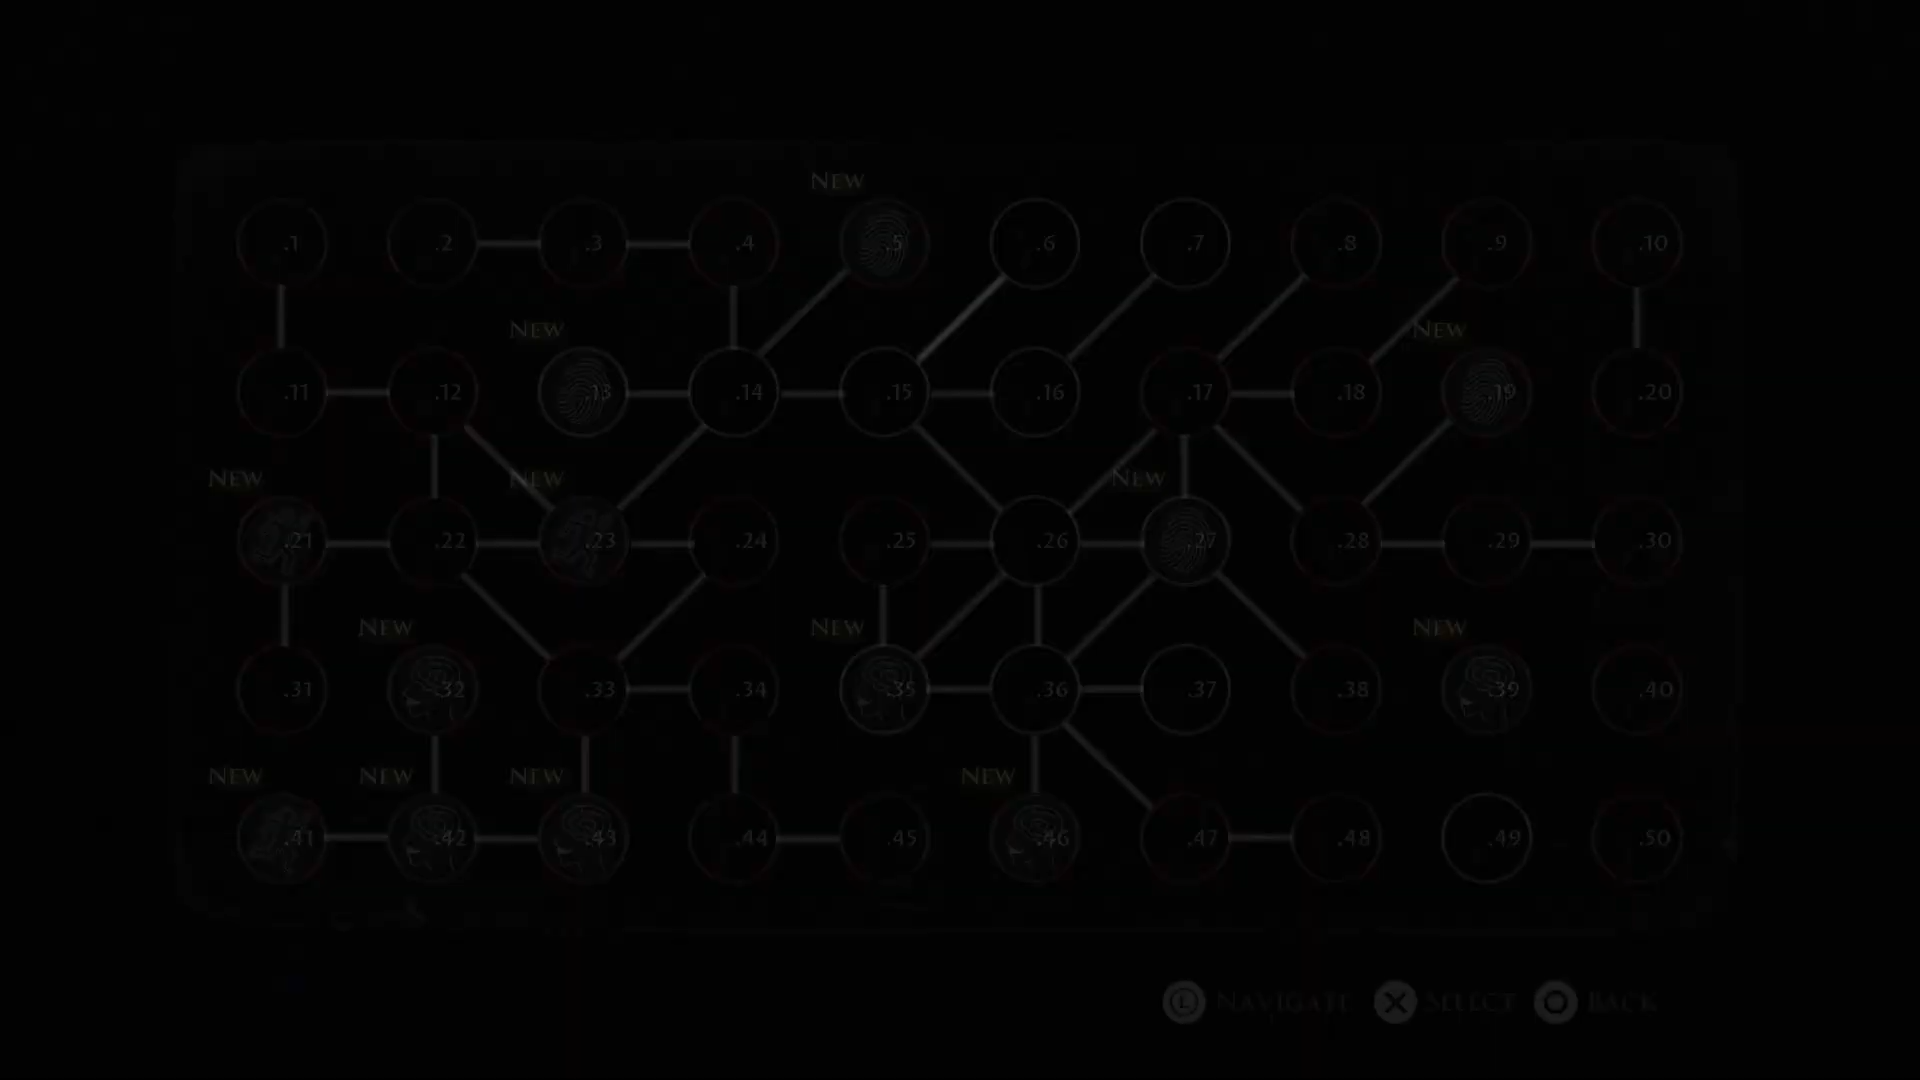 NEW
.1 .2 .3 .4 .5 .6 .7 .8 .9 .10
NEW NEW
.11 .12 .13 .14 .15 .16 .17 .18 .19 .20
NEW NEW NEW
.21 .22 .23 .24 .25 .26 .27 .28 .29 .30
NEW NEW NEW
.31 .32 .33 .34 .35 .36 .37 .38 .39 .40
NEW NEW NEW NEW
.41 .42 .43 .44 .45 .46 .47 .48 .49 .50
L NAVIGATE SELECT BACK